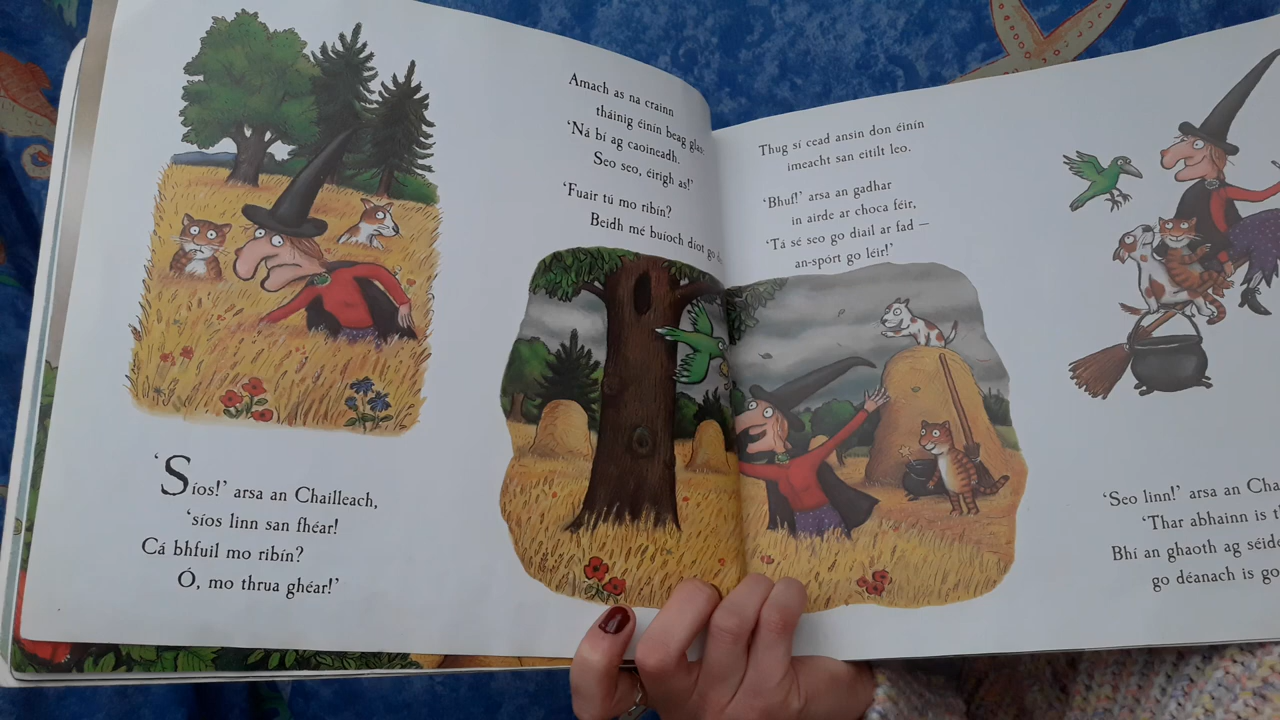 ‘Síos!’ arsa an Chailleach,
‘síos linn san fhéar!
Cá bhfuil mo ribín?
Ó, mo thrua ghéar!’
Amach as na crainn
tháinig éinín beag glas:
‘Ná bí ag caoineadh.
Seo seo, éirigh as!’
‘Fuair tú mo ribín?
Beidh mé buíoch díot go
Thug sí cead ansin don éinín
imeacht san eitilt leo.
‘Bhuf!’ arsa an gadhar
in airde ar choca féir,
‘Tá sé seo go diail ar fad —
an-spórt go léir!’
‘Seo linn!’ arsa an
‘Thar abhainn is
Bhí an ghaoth ag
go déanach is